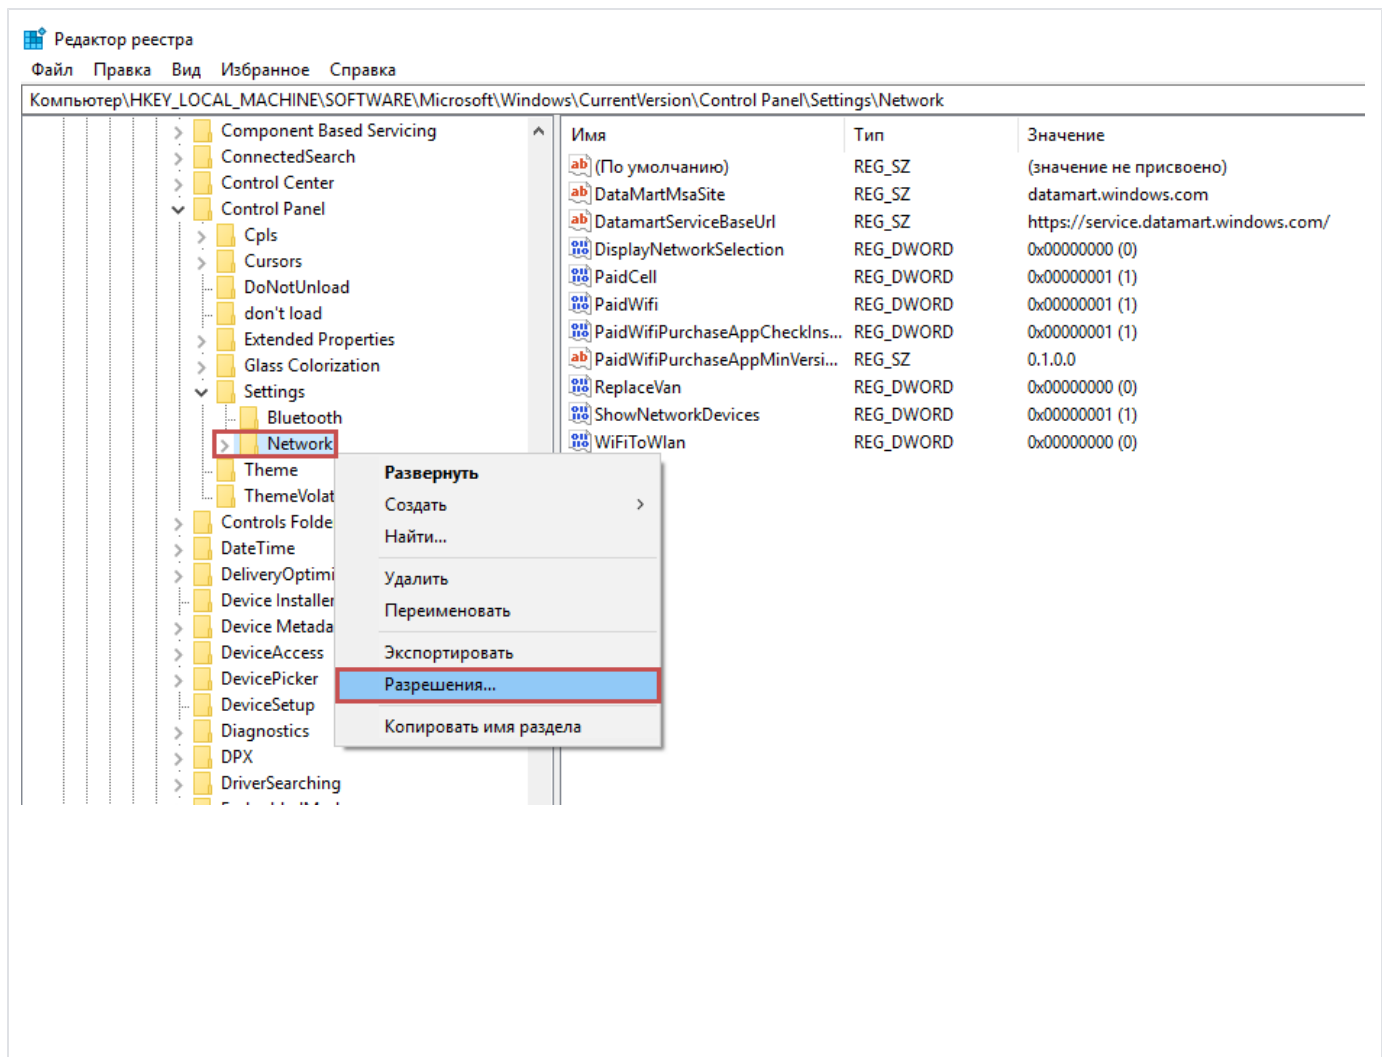 Редактор реестра
Файл Правка Вид Избранное Справка
Компьютер\HKEY_LOCAL_MACHINE\SOFTWARE\Microsoft\Windows\CurrentVersion\Control Panel\Settings\Network
Component Based Servicing
ConnectedSearch
Control Center
Control Panel
Cpls
Cursors
DoNotUnload
don't load
Extended Properties
Glass Colorization
Settings
Bluetooth
Network
Theme
ThemeVolat
Controls Folde
DateTime
DeliveryOptimi
Device Installer
Device Metada
DeviceAccess
DevicePicker
DeviceSetup
Diagnostics
DPX
DriverSearching
Имя Тип Значение
(По умолчанию) REG_SZ (значение не присвоено)
DataMartMsaSite REG_SZ datamart.windows.com
DatamartServiceBaseUrl REG_SZ https://service.datamart.windows.com/
DisplayNetworkSelection REG_DWORD 0x00000000 (0)
PaidCell REG_DWORD 0x00000001 (1)
PaidWifi REG_DWORD 0x00000001 (1)
PaidWifiPurchaseAppCheckIns... REG_DWORD 0x00000001 (1)
PaidWifiPurchaseAppMinVersi... REG_SZ 0.1.0.0
ReplaceVan REG_DWORD 0x00000000 (0)
ShowNetworkDevices REG_DWORD 0x00000001 (1)
WiFiToWlan REG_DWORD 0x00000000 (0)
Развернуть
Создать
Найти...
Удалить
Переименовать
Экспортировать
Разрешения...
Копировать имя раздела